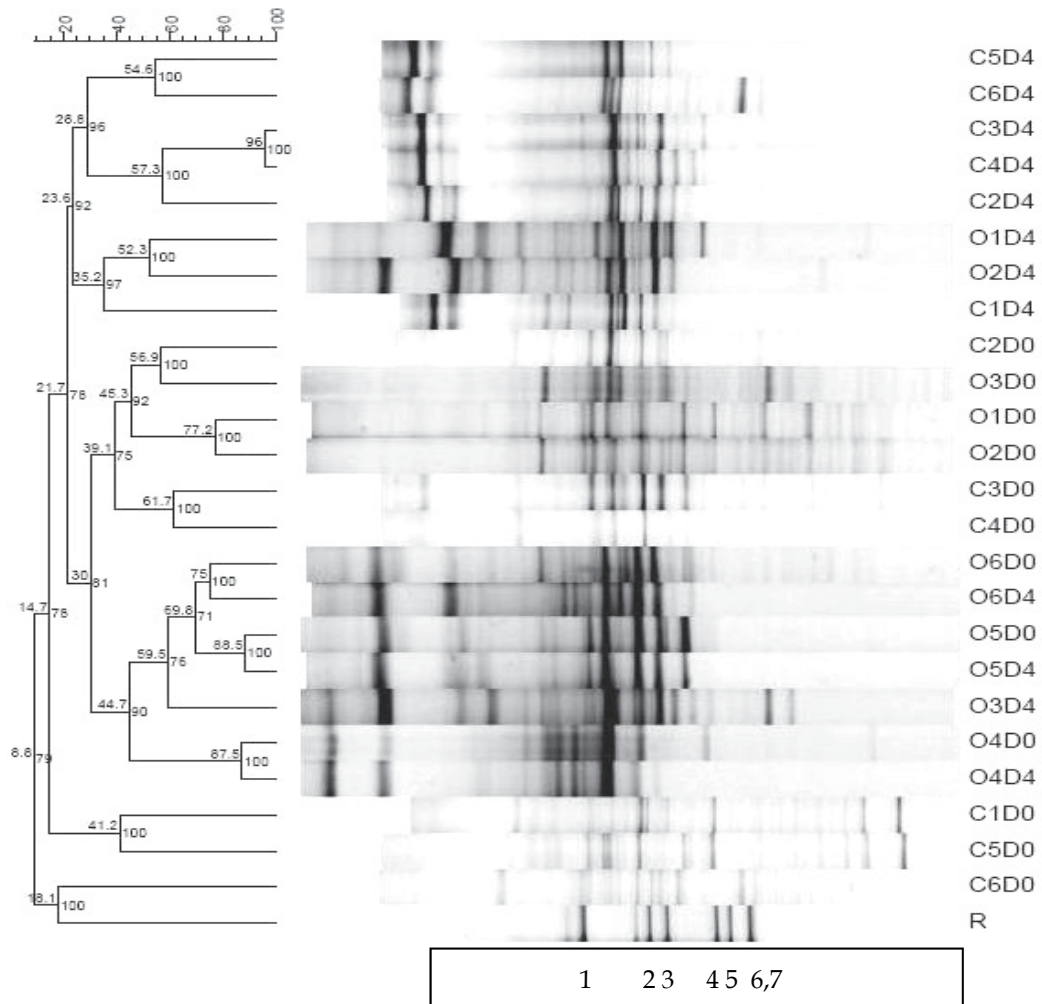 20 40 60 80 100
C5D4
54.6 100
C6D4
26.8 96
C3D4
96 100
C4D4
57.3 100
C2D4
23.6 92
O1D4
52.3 100
O2D4
35.2 97
C1D4
C2D0
56.9 100
O3D0
21.7 78
45.3 92
O1D0
77.2 100
O2D0
39.1 75
C3D0
61.7 100
C4D0
O6D0
75 100
30 81
O6D4
14.7 78
69.8 71
O5D0
88.5 100
59.5 76
O5D4
44.7 90
O3D4
O4D0
8.6 79
87.5 100
O4D4
C1D0
41.2 100
C5D0
C6D0
18.1 100
R
1 2 3 4 5 6,7